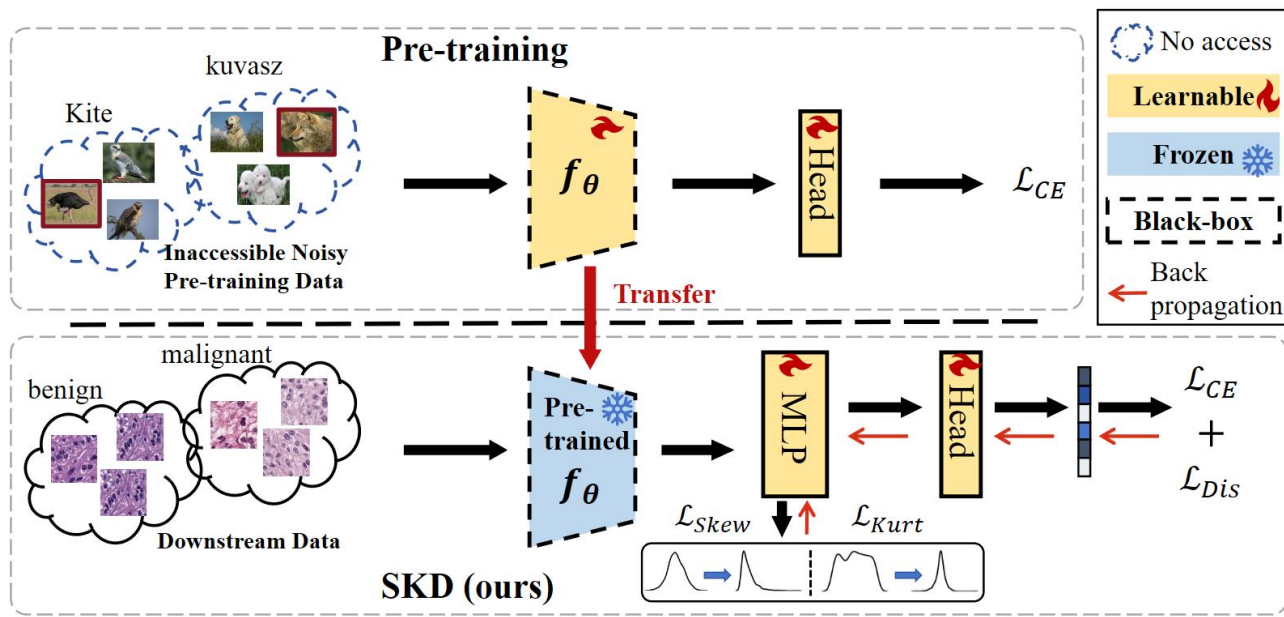 Pre-training
kuvasz
Kite
Inaccessible Noisy
Pre-training Data
f_θ
Head
ℒ_CE
Transfer
No access
Learnable
Frozen
Black-box
Back
propagation
malignant
benign
Downstream Data
Pre-
trained
f_θ
MLP
Head
ℒ_CE
+
ℒ_Dis
ℒ_Skew
ℒ_Kurt
SKD (ours)